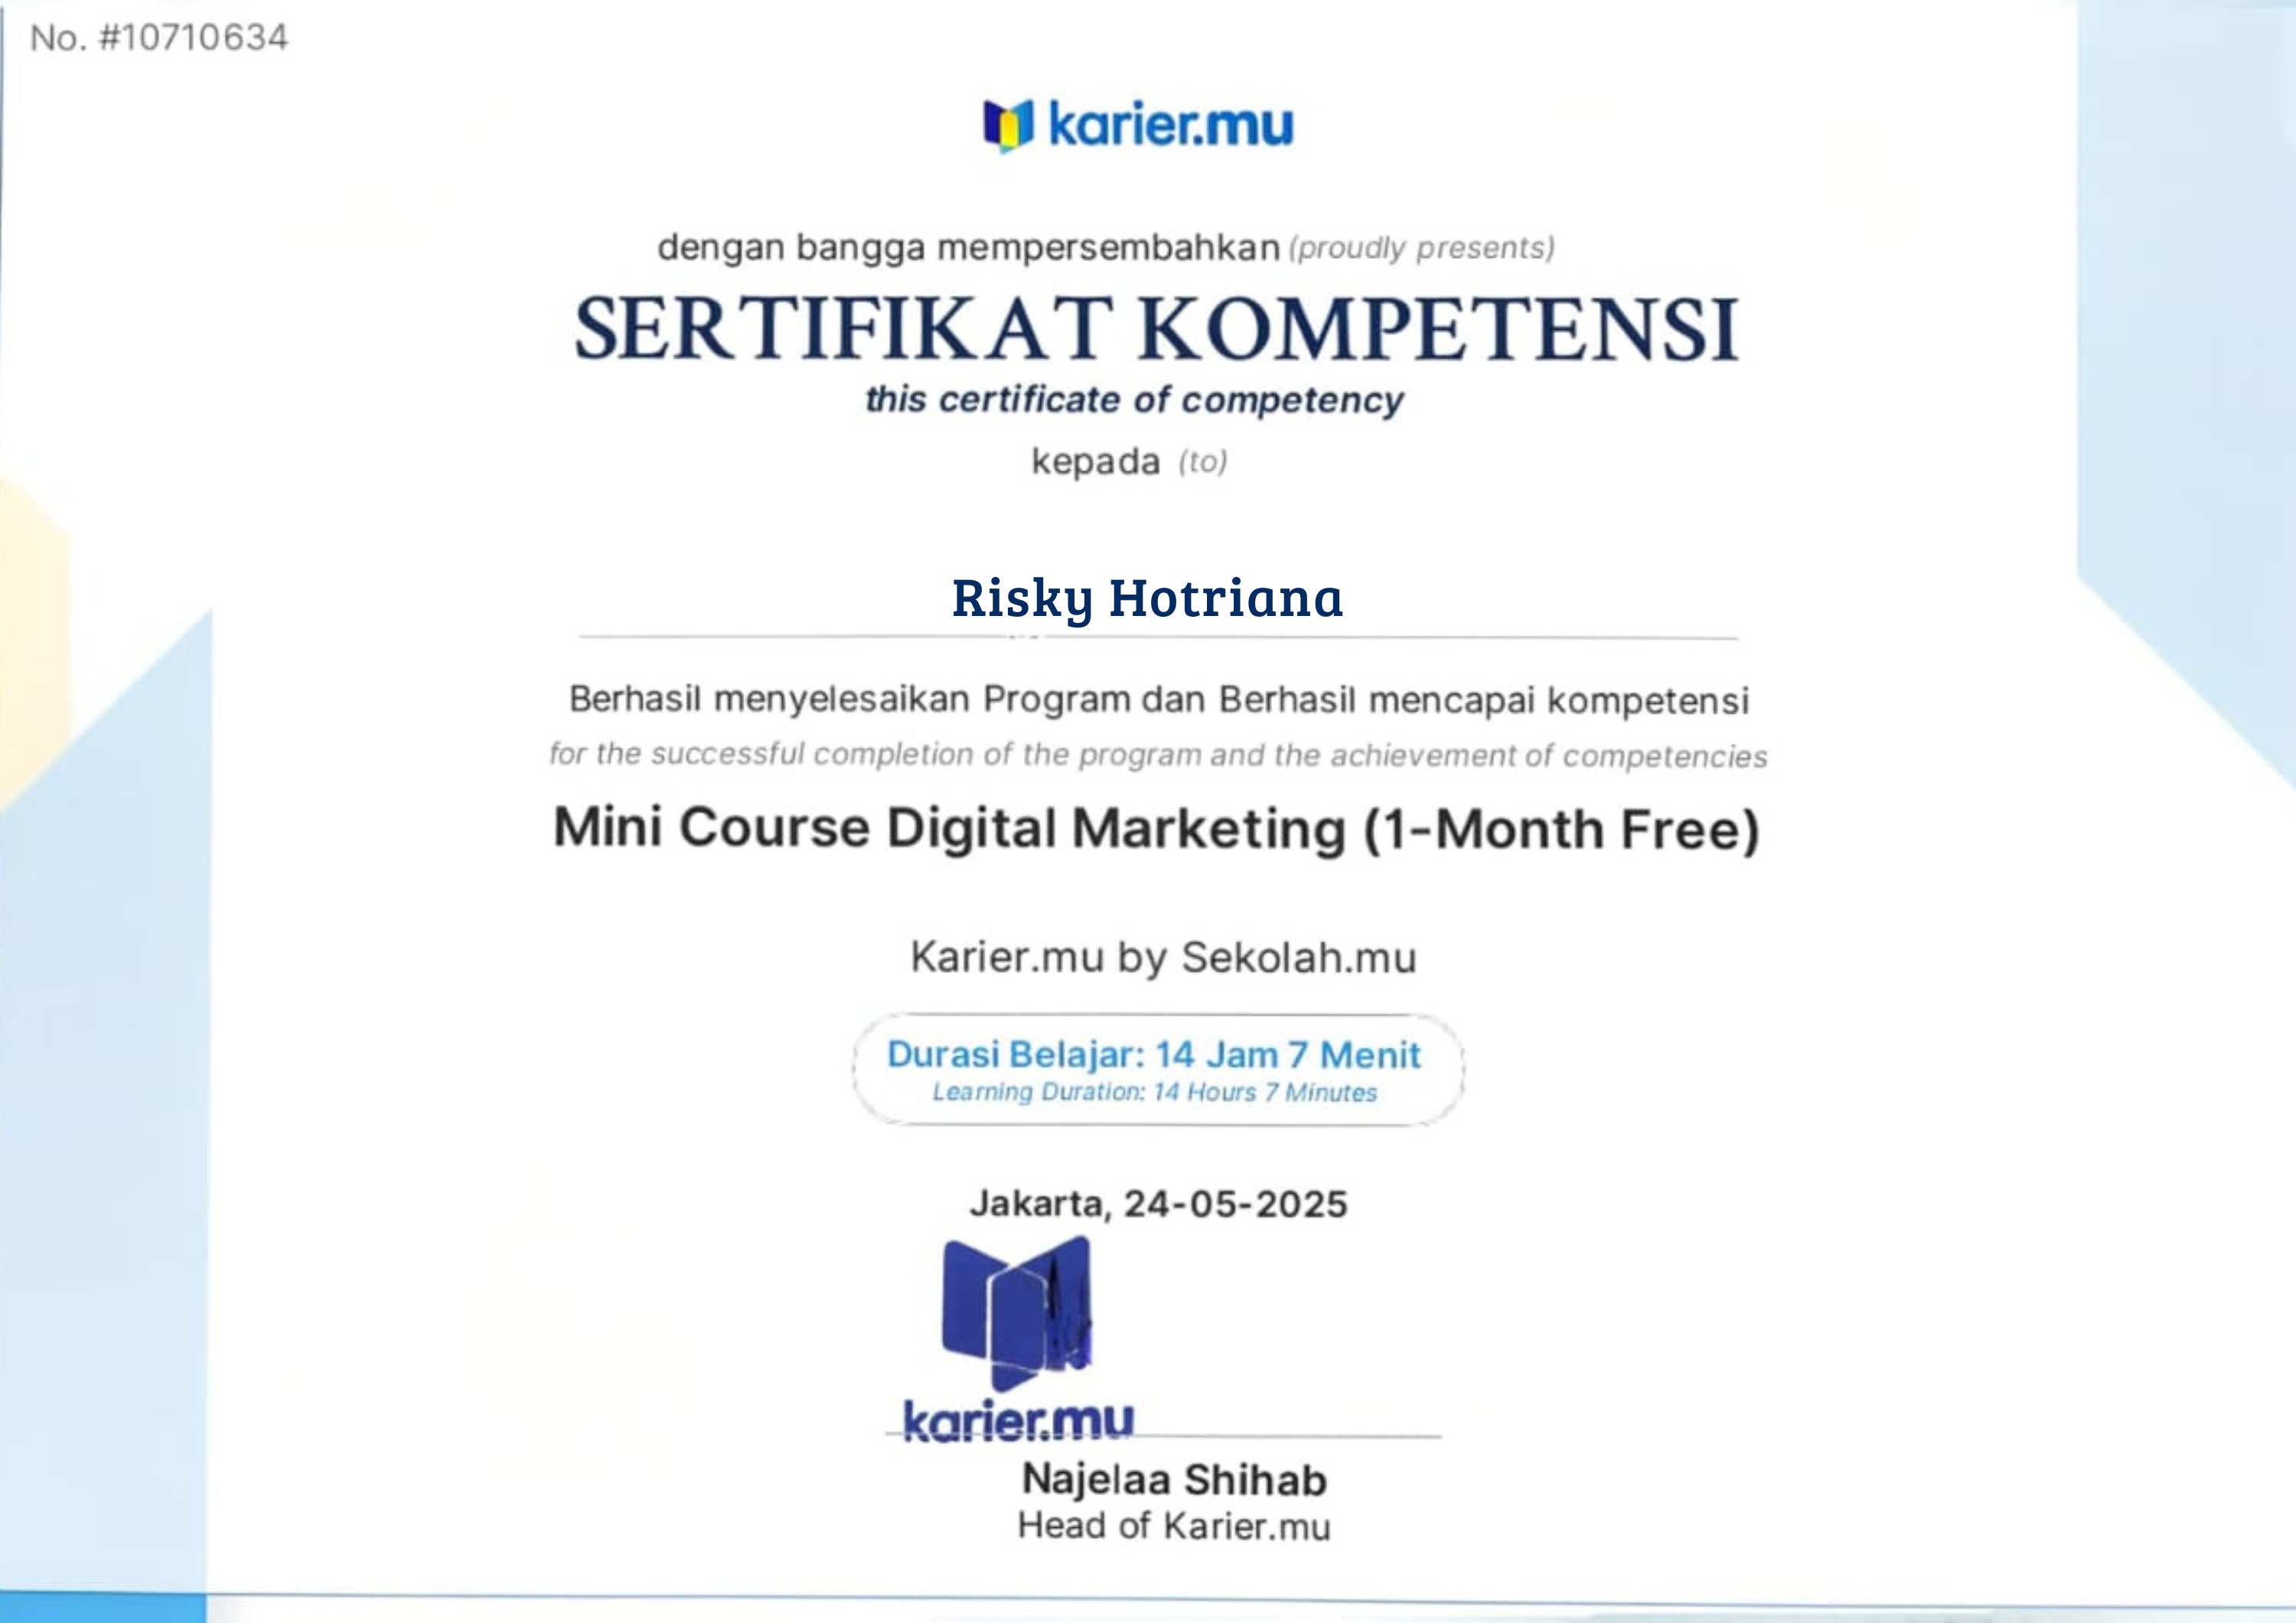 No. #10710634
karier.mu
dengan bangga mempersembahkan (proudly presents)
SERTIFIKAT KOMPETENSI
this certificate of competency
kepada (to)
Risky Hotriana
Berhasil menyelesaikan Program dan Berhasil mencapai kompetensi
for the successful completion of the program and the achievement of competencies
Mini Course Digital Marketing (1-Month Free)
Karier.mu by Sekolah.mu
Durasi Belajar: 14 Jam 7 Menit
Learning Duration: 14 Hours 7 Minutes
Jakarta, 24-05-2025
karier.mu
Najelaa Shihab
Head of Karier.mu